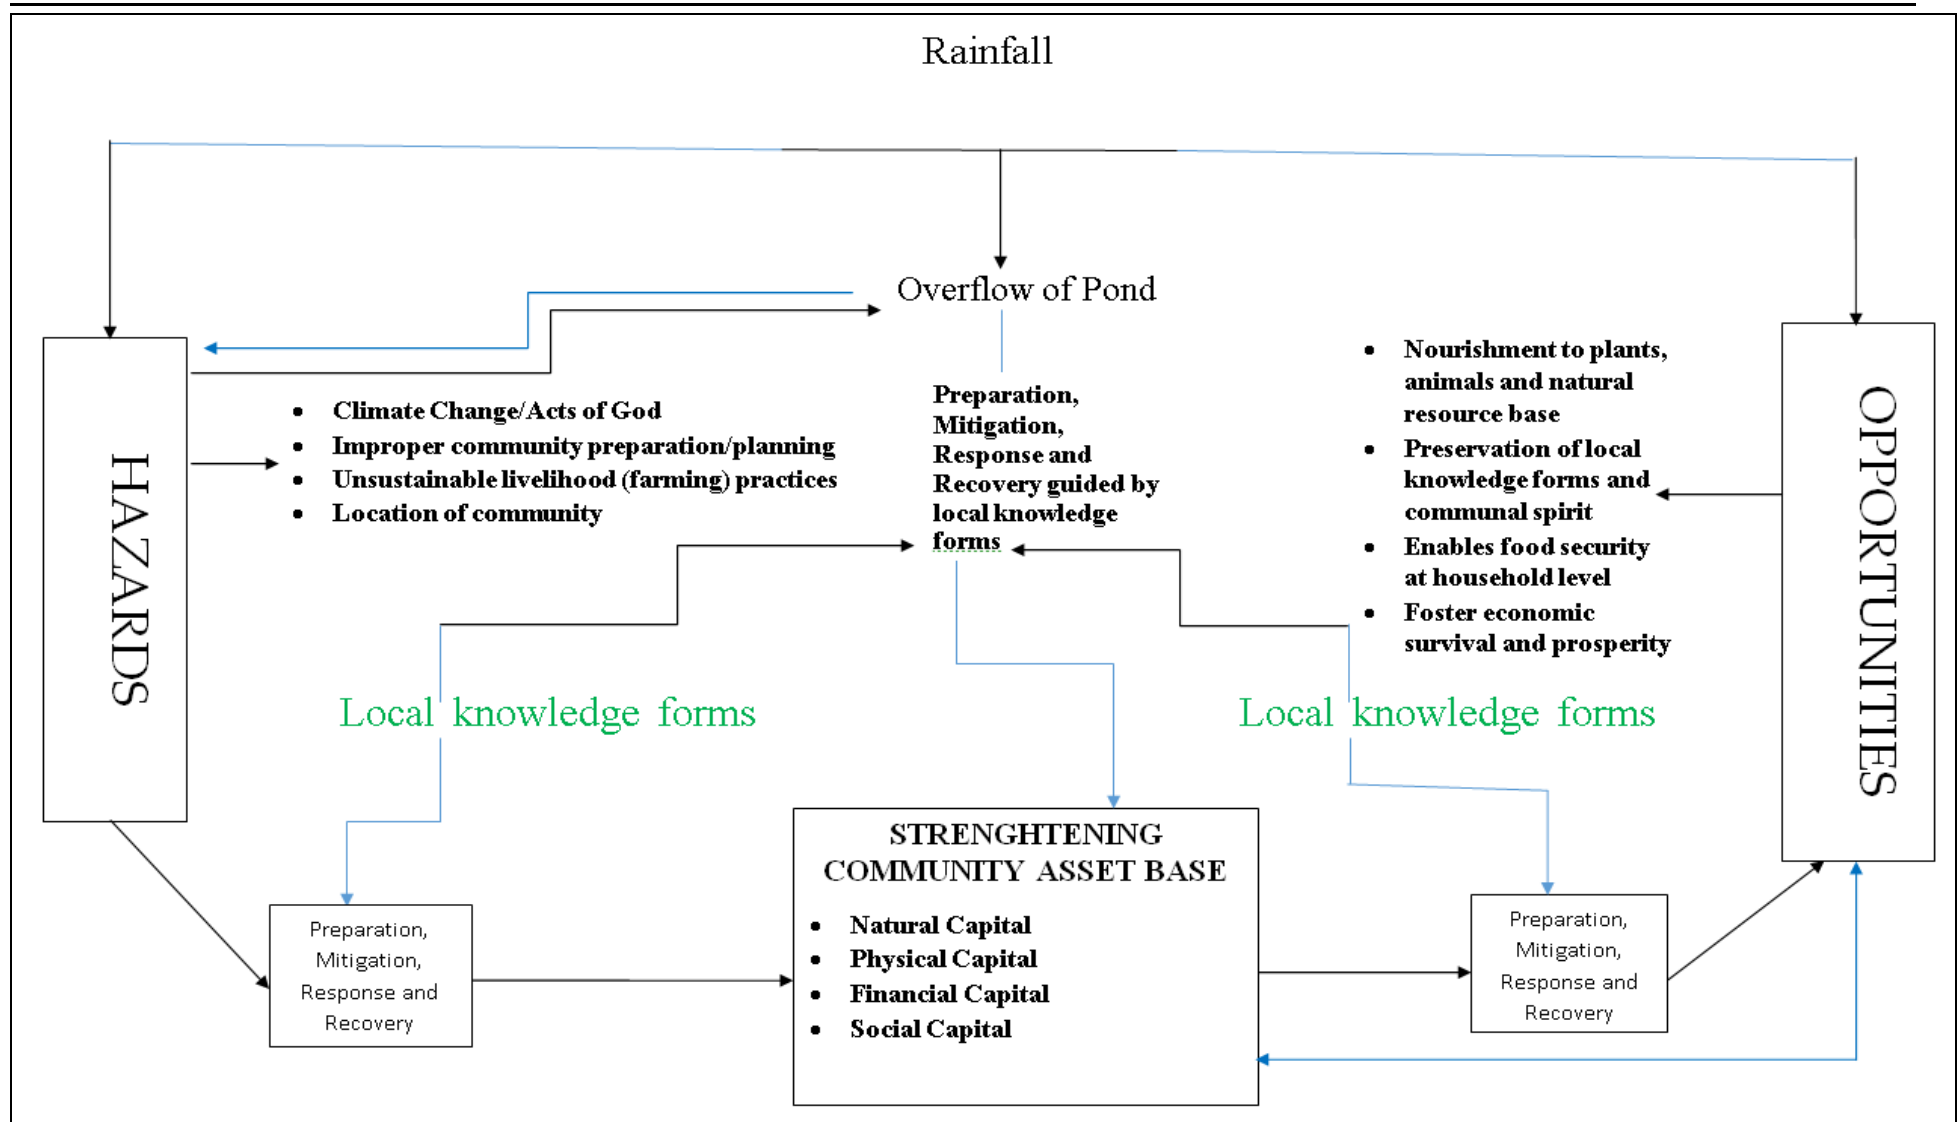 Rainfall
Overflow of Pond
HAZARDS
• Climate Change/Acts of God
• Improper community preparation/planning
• Unsustainable livelihood (farming) practices
• Location of community
Preparation,
Mitigation,
Response and
Recovery guided by
local knowledge
forms
• Nourishment to plants,
animals and natural
resource base
• Preservation of local
knowledge forms and
communal spirit
• Enables food security
at household level
• Foster economic
survival and prosperity
OPPORTUNITIES
Local knowledge forms
Local knowledge forms
Preparation,
Mitigation,
Response and
Recovery
STRENGHTENING
COMMUNITY ASSET BASE
• Natural Capital
• Physical Capital
• Financial Capital
• Social Capital
Preparation,
Mitigation,
Response and
Recovery